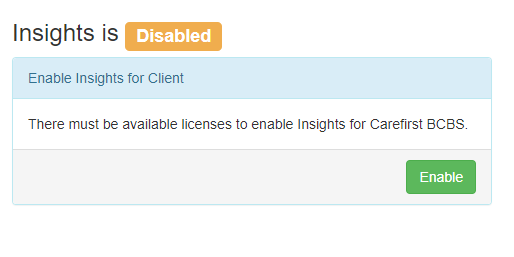 Insights is Disabled
Enable Insights for Client
There must be available licenses to enable Insights for Carefirst BCBS.
Enable